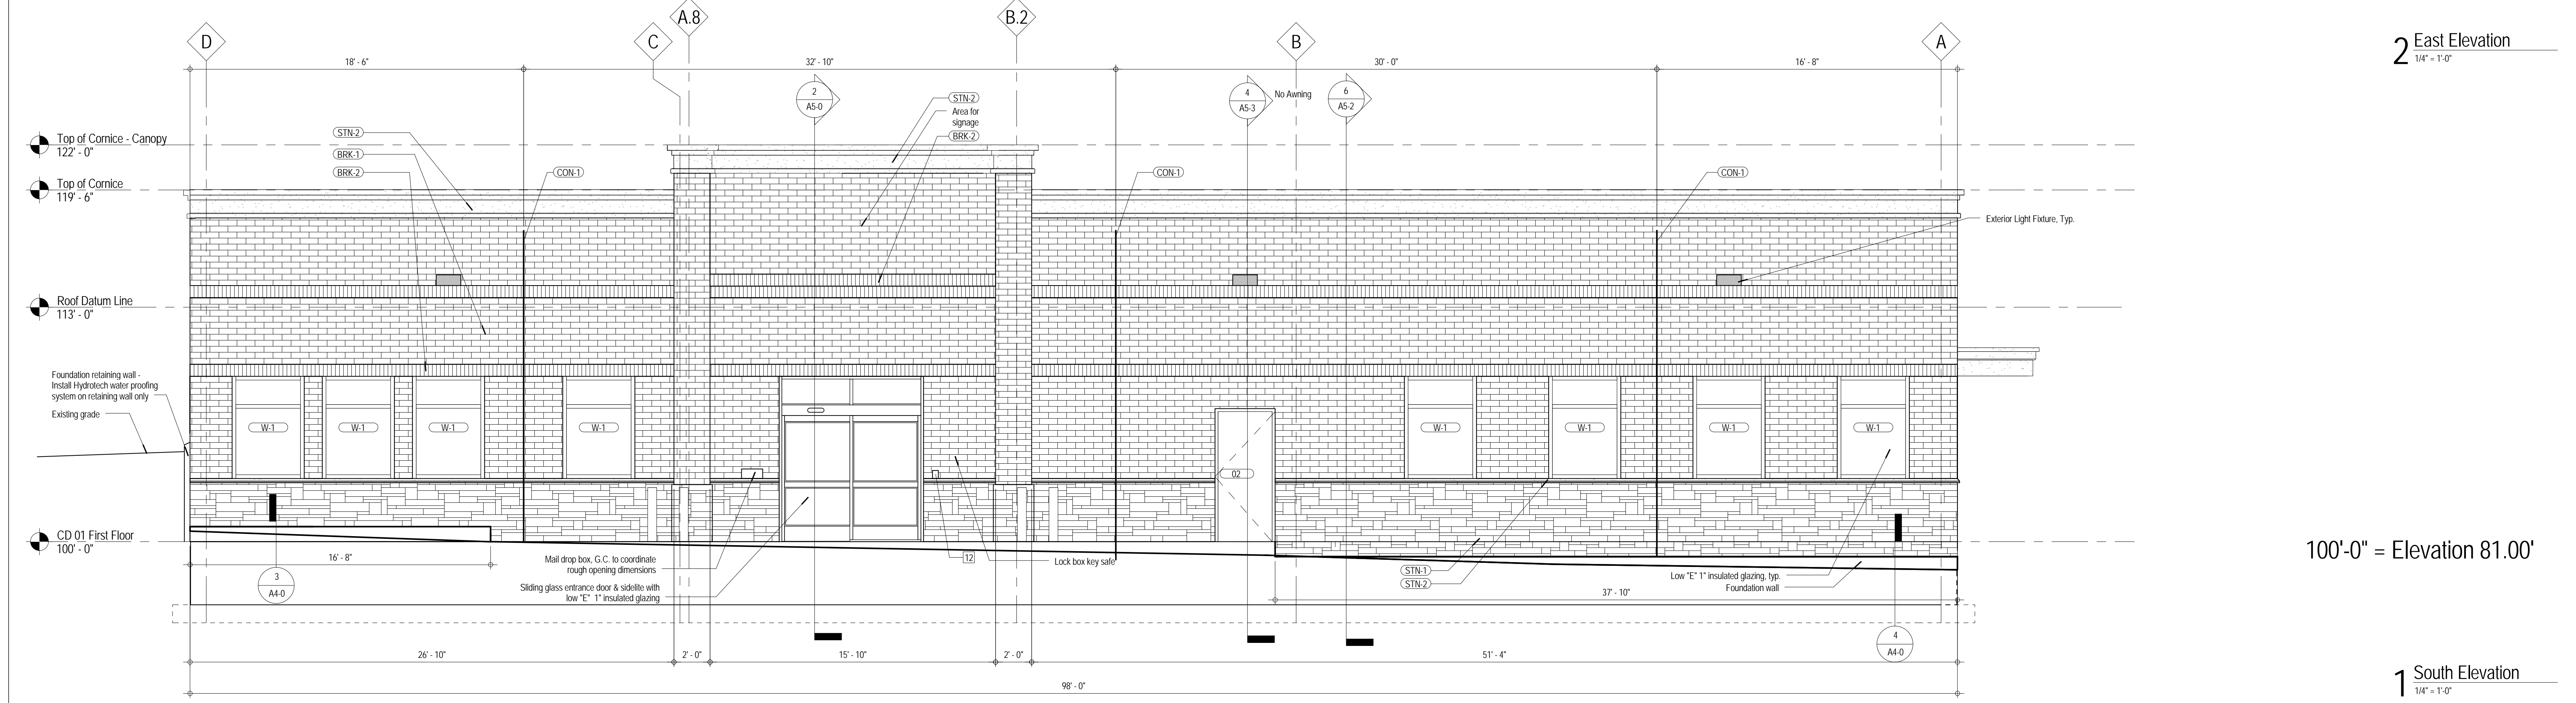 D
C
A.8
B.2
B
A
2
East Elevation
1/4" = 1'-0"
18' - 6"
32' - 10"
30' - 0"
16' - 8"
2
A5-0
4
A5-3
No Awning
6
A5-2
STN-2
Area for
signage
BRK-2
Top of Cornice - Canopy
122' - 0"
STN-2
BRK-1
BRK-2
CON-1
CON-1
CON-1
Top of Cornice
119' - 6"
Exterior Light Fixture, Typ.
Roof Datum Line
113' - 0"
Foundation retaining wall -
Install Hydrotech water proofing
system on retaining wall only
Existing grade
W-1
W-1
W-1
W-1
W-1
W-1
W-1
W-1
02
CD 01 First Floor
100' - 0"
16' - 8"
3
A4-0
Mail drop box, G.C. to coordinate
rough opening dimensions
Sliding glass entrance door & sidelite with
low "E" 1" insulated glazing
12
Lock box key safe
STN-1
STN-2
Low "E" 1" insulated glazing, typ.
Foundation wall
37' - 10"
100'-0" = Elevation 81.00'
4
A4-0
26' - 10"
2' - 0"
15' - 10"
2' - 0"
51' - 4"
98' - 0"
1
South Elevation
1/4" = 1'-0"